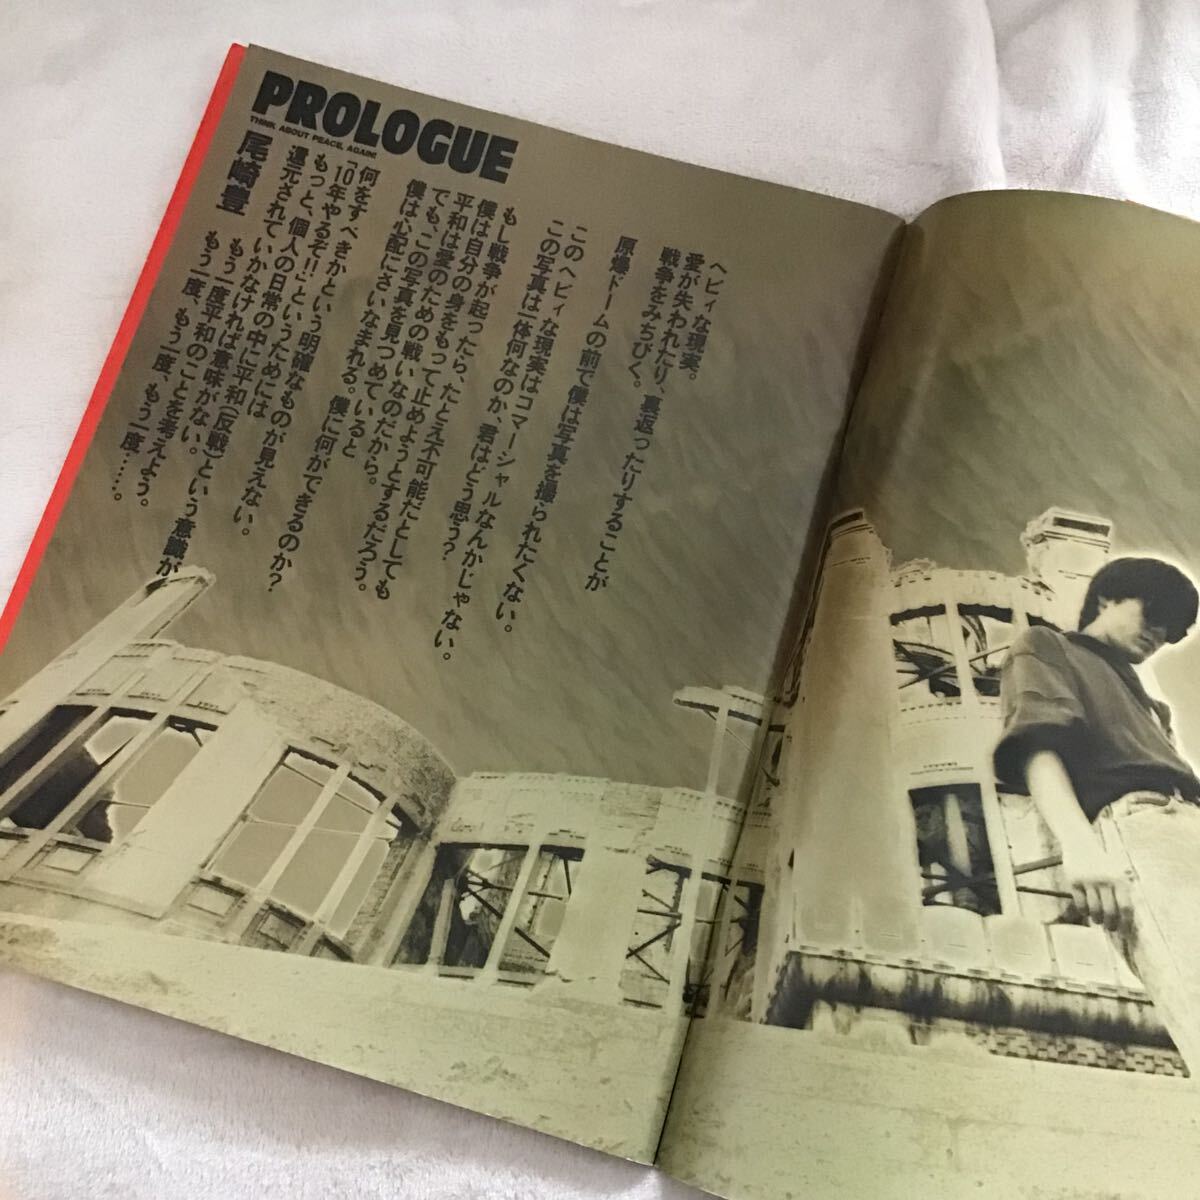 PROLOGUE
THINK ABOUT PEACE, AGAIN!
尾崎豊
ヘビィな現実。
愛が失われたり、裏返ったりすることが
戦争をみちびく。
原爆ドームの前で僕は写真を撮られたくない。
このヘビィな現実はコマーシャルなんかじゃない。
この写真は一体何なのか、君はどう思う？
もし戦争が起ったら、たとえ不可能だとしても
僕は自分の身をもって止めようとするだろう。
平和は愛のための戦いなのだから。
でも、この写真を見つめていると
僕は心配にさいなまれる。僕に何ができるのか？
何をすべきかという明確なものが見えない。
「10年やるぞ!!」というためには
もっと、個人の日常の中に平和（反戦）という意識が
還元されていかなければ意味がない。
もう一度平和のことを考えよう。
もう一度、もう一度、もう一度……。